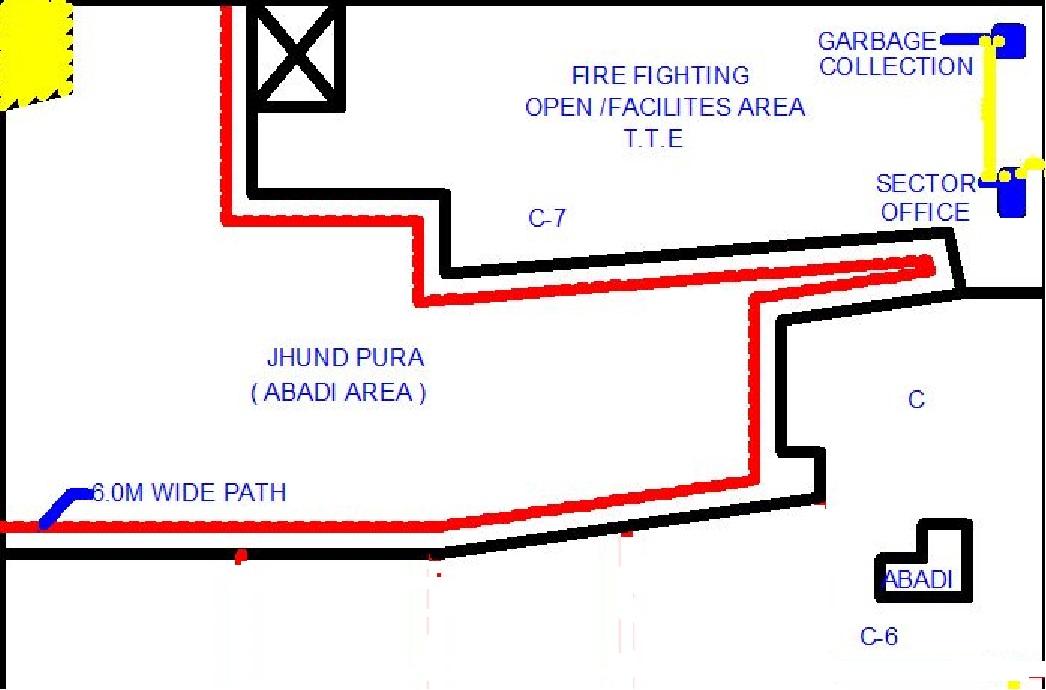 GARBAGE
COLLECTION
FIRE FIGHTING
OPEN /FACILITES AREA
T.T.E
SECTOR
OFFICE
C-7
JHUND PURA
( ABADI AREA )
C
6.0M WIDE PATH
ABADI
C-6